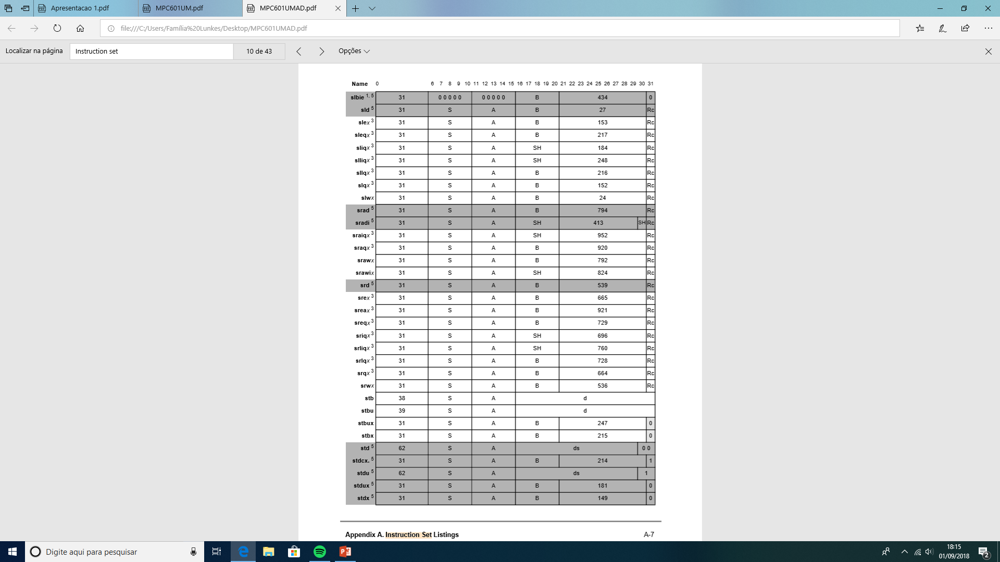 Apresentacao 1.pdf MPC601UM.pdf MPC601UMAD.pdf
file:///C:/Users/Família%20Lunkes/Desktop/MPC601UMAD.pdf
Localizar na página Instruction set 10 de 43 Opções
Name 0 6 7 8 9 10 11 12 13 14 15 16 17 18 19 20 21 22 23 24 25 26 27 28 29 30 31
slbie 1, 5 31 0 0 0 0 0 0 0 0 0 0 B 434 0
sld 5 31 S A B 27 Rc
slex 3 31 S A B 153 Rc
sleqx 3 31 S A B 217 Rc
sliqx 3 31 S A SH 184 Rc
slliqx 3 31 S A SH 248 Rc
sllqx 3 31 S A B 216 Rc
slqx 3 31 S A B 152 Rc
slwx 31 S A B 24 Rc
srad 5 31 S A B 794 Rc
sradi 5 31 S A SH 413 SH Rc
sraiqx 3 31 S A SH 952 Rc
sraqx 3 31 S A B 920 Rc
srawx 31 S A B 792 Rc
srawix 31 S A SH 824 Rc
srd 5 31 S A B 539 Rc
srex 3 31 S A B 665 Rc
sreax 3 31 S A B 921 Rc
sreqx 3 31 S A B 729 Rc
sriqx 3 31 S A SH 696 Rc
srliqx 3 31 S A SH 760 Rc
srlqx 3 31 S A B 728 Rc
srqx 3 31 S A B 664 Rc
srwx 31 S A B 536 Rc
stb 38 S A d
stbu 39 S A d
stbux 31 S A B 247 0
stbx 31 S A B 215 0
std 5 62 S A ds 0 0
stdcx. 5 31 S A B 214 1
stdu 5 62 S A ds 1
stdux 5 31 S A B 181 0
stdx 5 31 S A B 149 0
Appendix A. Instruction Set Listings A-7
Digite aqui para pesquisar
18:15
01/09/2018
2